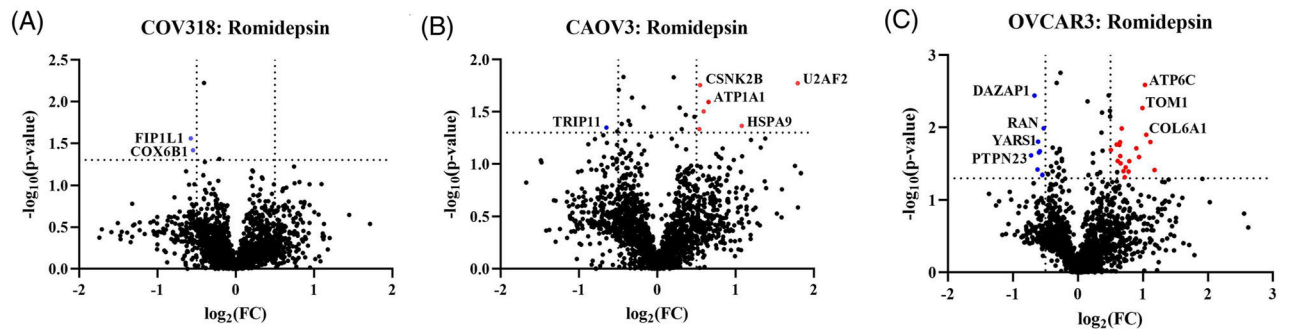 (A)
COV318: Romidepsin
2.5
2.0
1.5
1.0
0.5
0.0
-log10(p-value)
FIP1L1
COX6B1
-2
-1
0
1
2
log2(FC)
(B)
CAOV3: Romidepsin
2.0
1.5
1.0
0.5
0.0
-log10(p-value)
CSNK2B
U2AF2
ATP1A1
TRIP11
HSPA9
-2
-1
0
1
2
log2(FC)
(C)
OVCAR3: Romidepsin
3
2
1
0
-log10(p-value)
DAZAP1
ATP6C
TOM1
RAN
COL6A1
YARS1
PTPN23
-2
-1
0
1
2
3
log2(FC)